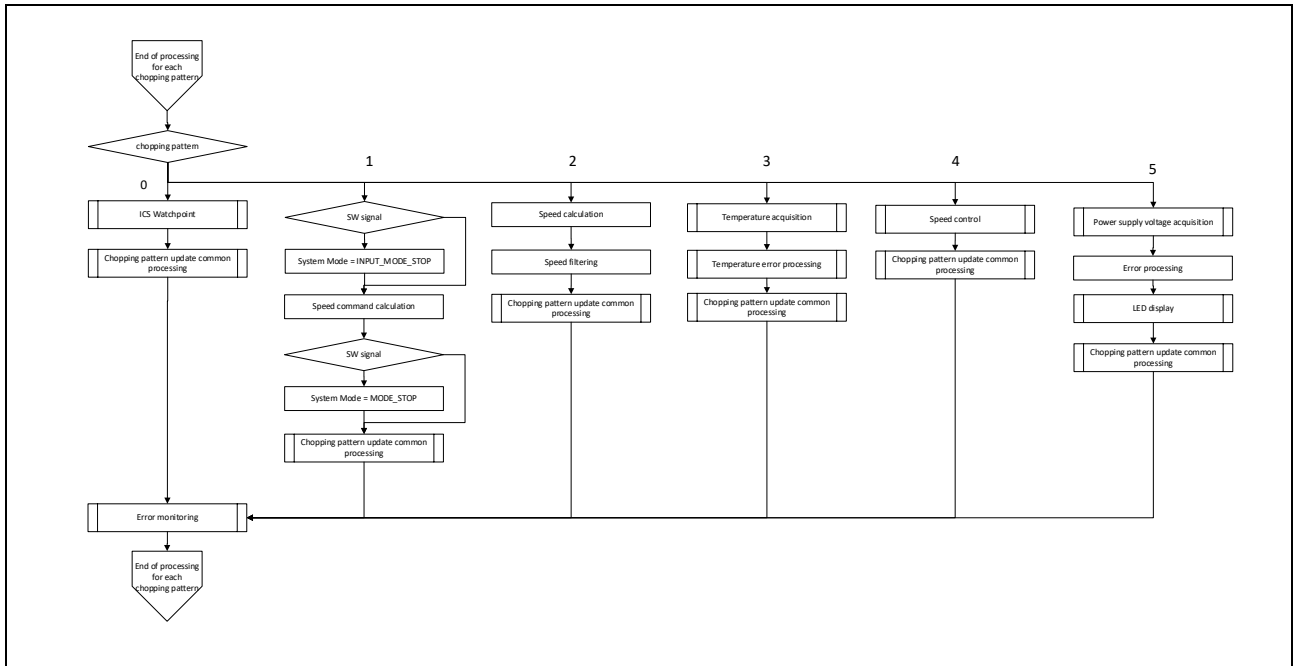 End of processing
for each
chopping pattern
chopping pattern
0
ICS Watchpoint
Chopping pattern update common
processing
1
SW signal
System Mode = INPUT_MODE_STOP
Speed command calculation
SW signal
System Mode = MODE_STOP
Chopping pattern update common
processing
2
Speed calculation
Speed filtering
Chopping pattern update common
processing
3
Temperature acquisition
Temperature error processing
Chopping pattern update common
processing
4
Speed control
Chopping pattern update common
processing
5
Power supply voltage acquisition
Error processing
LED display
Chopping pattern update common
processing
Error monitoring
End of processing
for each
chopping pattern